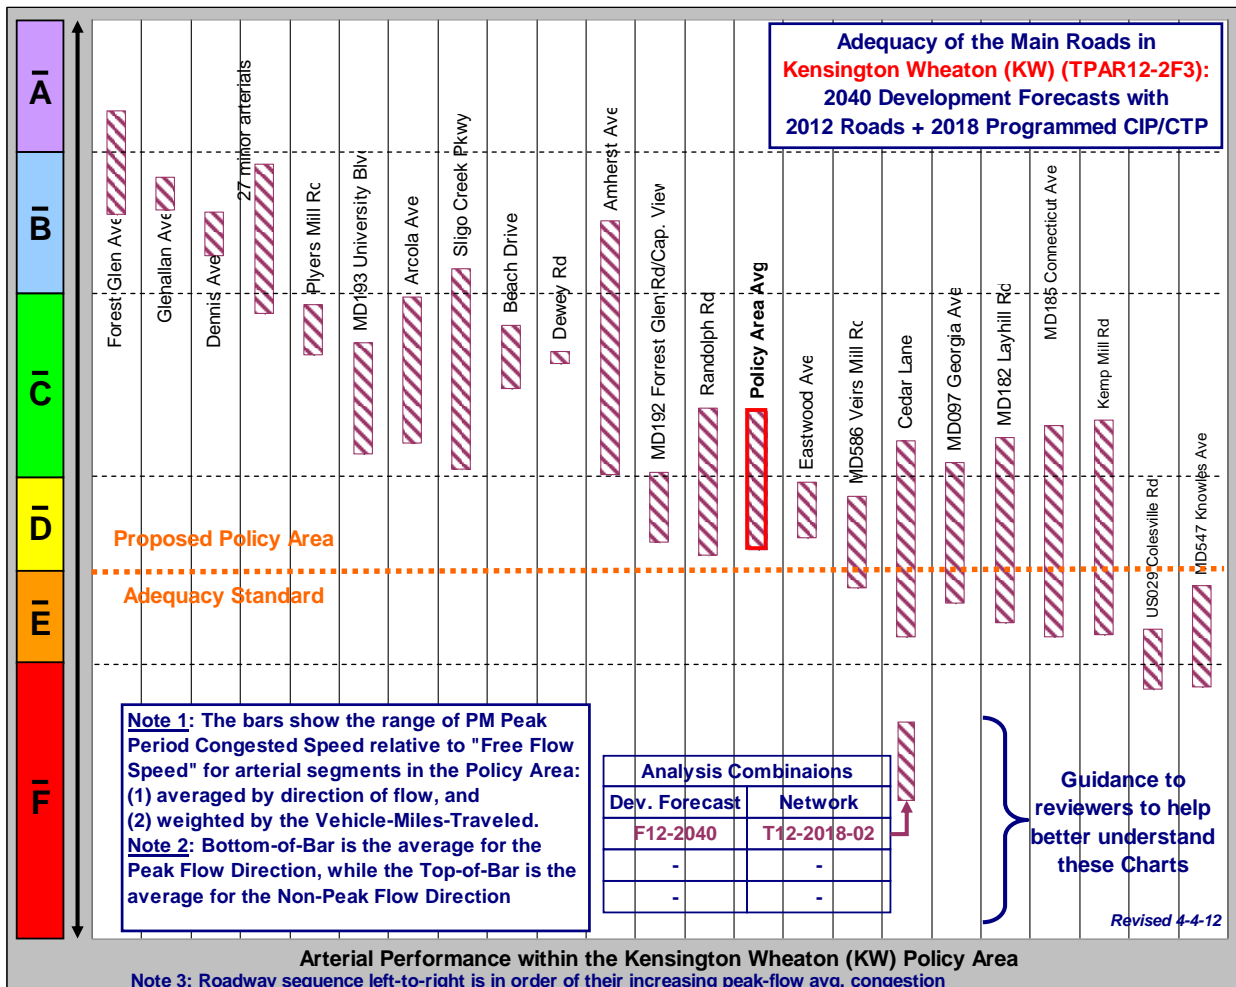 Adequacy of the Main Roads in
Kensington Wheaton (KW) (TPAR12-2F3):
2040 Development Forecasts with
2012 Roads + 2018 Programmed CIP/CTP
A
B
C
D
E
F
Forest Glen Ave
Glenallan Ave
Dennis Ave
27 minor arterials
Plyers Mill Rd
MD193 University Blvd
Arcola Ave
Sligo Creek Pkwy
Beach Drive
Dewey Rd
Amherst Ave
MD192 Forrest Glen Rd/Cap. View
Randolph Rd
Policy Area Avg
Eastwood Ave
MD586 Veirs Mill Rd
Cedar Lane
MD097 Georgia Ave
MD182 Layhill Rd
MD185 Connecticut Ave
Kemp Mill Rd
US029 Colesville Rd
MD547 Knowles Ave
Proposed Policy Area
Adequacy Standard
Note 1: The bars show the range of PM Peak
Period Congested Speed relative to "Free Flow
Speed" for arterial segments in the Policy Area:
(1) averaged by direction of flow, and
(2) weighted by the Vehicle-Miles-Traveled.
Note 2: Bottom-of-Bar is the average for the
Peak Flow Direction, while the Top-of-Bar is the
average for the Non-Peak Flow Direction
Analysis Combinaions
Dev. Forecast Network
F12-2040 T12-2018-02
- -
- -
Guidance to
reviewers to help
better understand
these Charts
Revised 4-4-12
Arterial Performance within the Kensington Wheaton (KW) Policy Area
Note 3: Roadway sequence left-to-right is in order of their increasing peak-flow avg. congestion